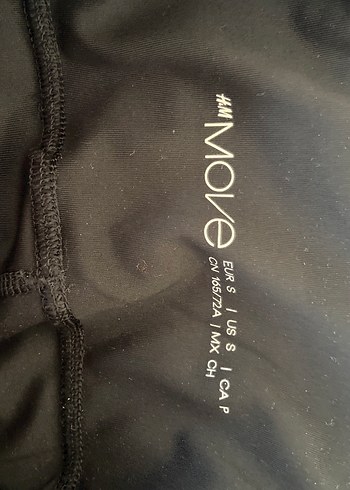 H&M
MOVE
EUR S | US S | CA P
CN 165/72A | MX CH